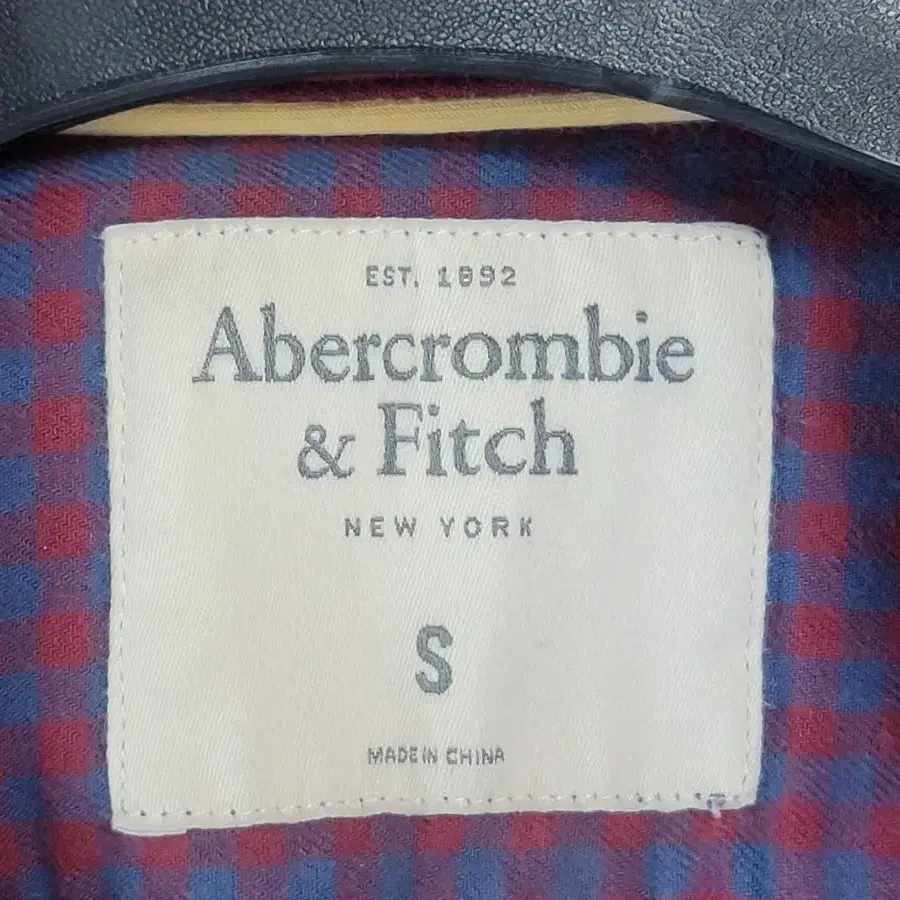 EST. 1892
Abercrombie
& Fitch
NEW YORK
S
MADE IN CHINA